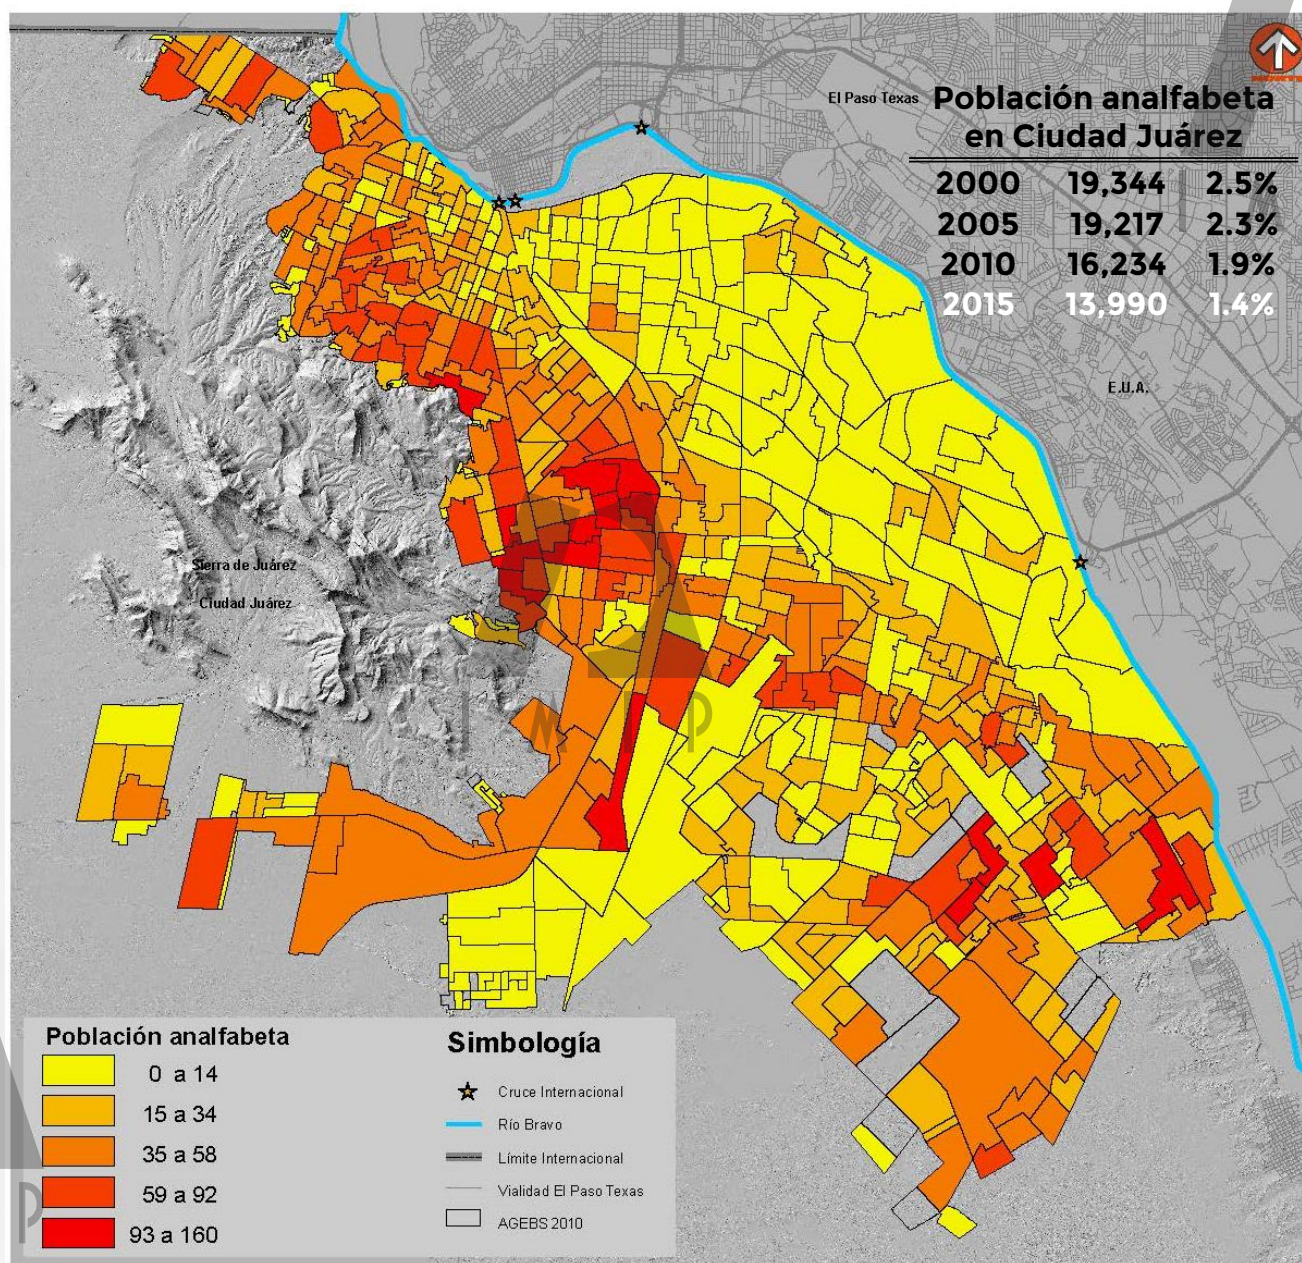 El Paso Texas
Población analfabeta
en Ciudad Juárez
2000 19,344 2.5%
2005 19,217 2.3%
2010 16,234 1.9%
2015 13,990 1.4%
E.U.A.
Sierra de Juárez
Ciudad Juárez
I M I P
Población analfabeta
0 a 14
15 a 34
35 a 58
59 a 92
93 a 160
Simbología
Cruce Internacional
Río Bravo
Límite Internacional
Vialidad El Paso Texas
AGEBS 2010
P